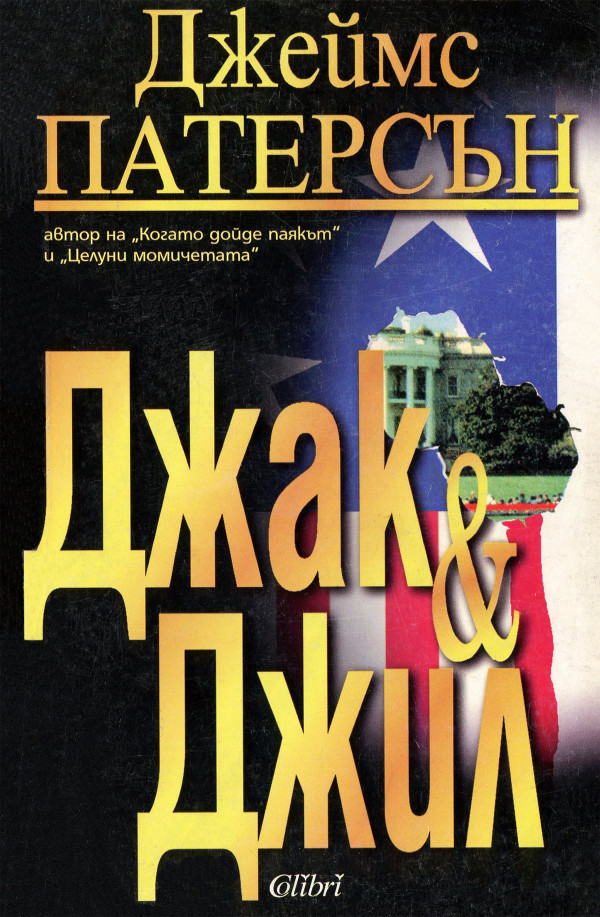 Джеймс
ПАТЕРСЪН
автор на „Когато дойде паякът“
и „Целуни момичетата“
Джак
&
Джил
Colibri